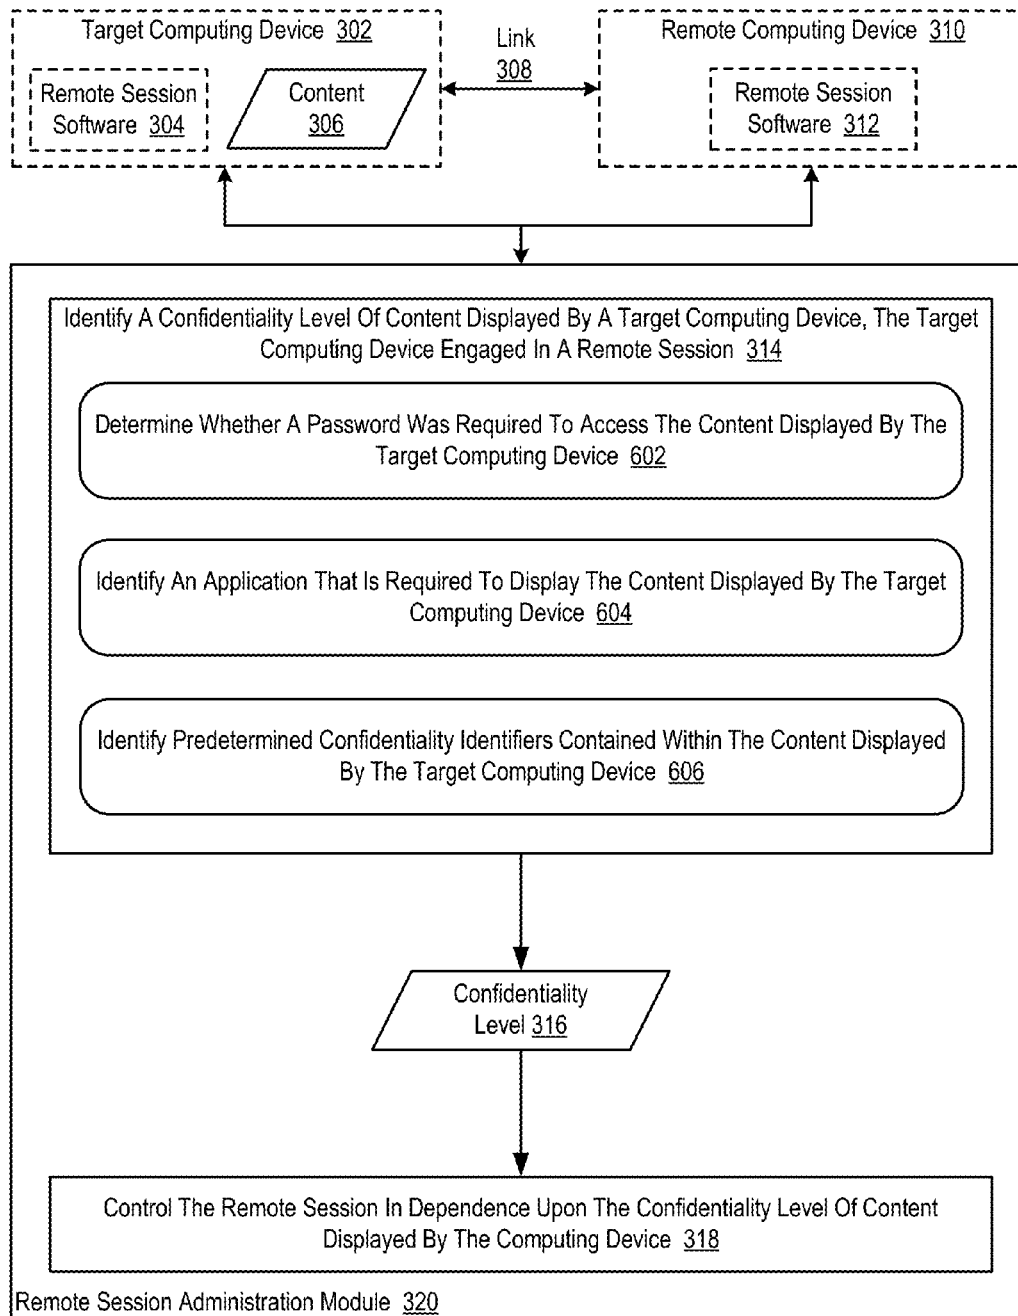 Target Computing Device 302
Remote Session
Software 304
Content
306
Link
308
Remote Computing Device 310
Remote Session
Software 312
Identify A Confidentiality Level Of Content Displayed By A Target Computing Device, The Target
Computing Device Engaged In A Remote Session 314
Determine Whether A Password Was Required To Access The Content Displayed By The
Target Computing Device 602
Identify An Application That Is Required To Display The Content Displayed By The Target
Computing Device 604
Identify Predetermined Confidentiality Identifiers Contained Within The Content Displayed
By The Target Computing Device 606
Confidentiality
Level 316
Control The Remote Session In Dependence Upon The Confidentiality Level Of Content
Displayed By The Computing Device 318
Remote Session Administration Module 320